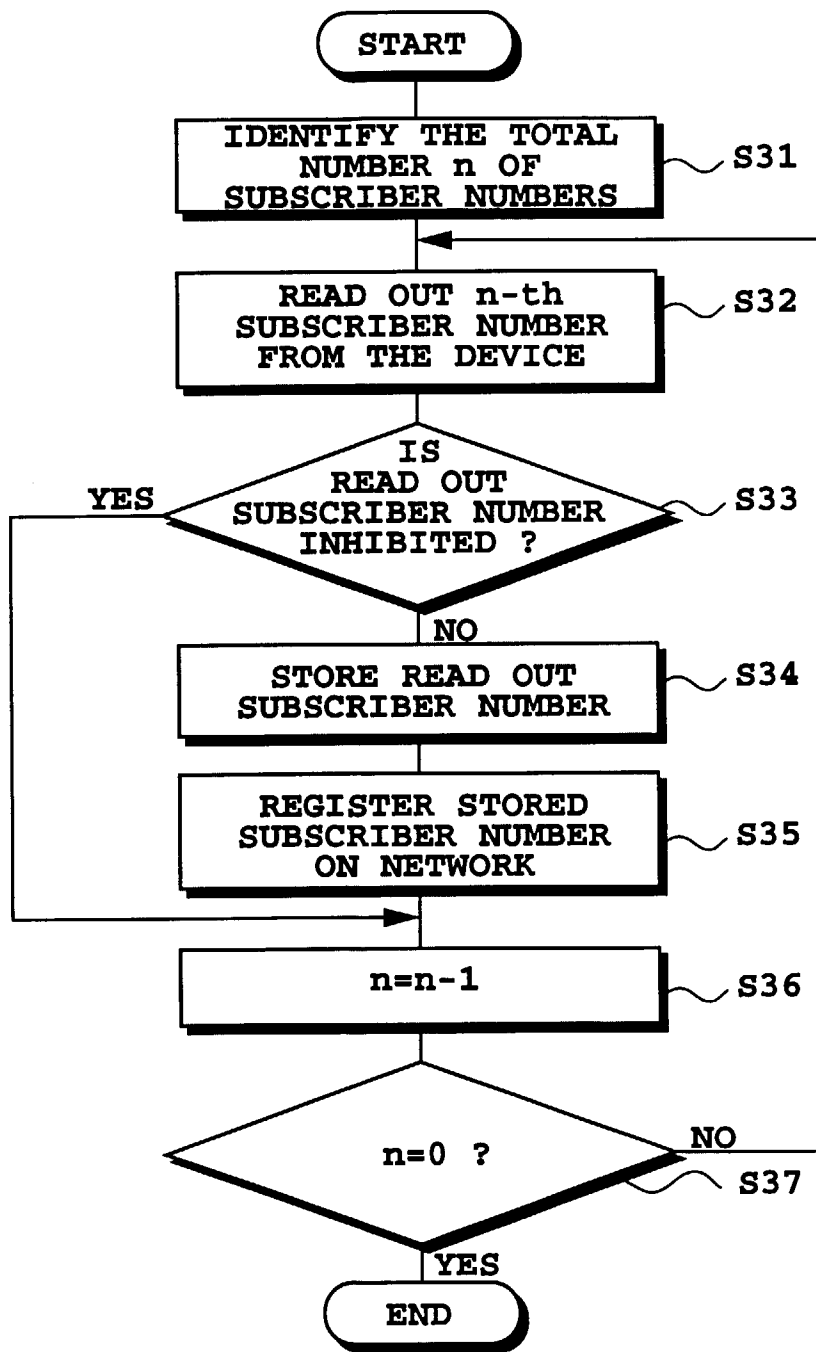 START
IDENTIFY THE TOTAL
NUMBER n OF
SUBSCRIBER NUMBERS
S31
READ OUT n-th
SUBSCRIBER NUMBER
FROM THE DEVICE
S32
IS
READ OUT
SUBSCRIBER NUMBER
INHIBITED ?
YES
S33
NO
STORE READ OUT
SUBSCRIBER NUMBER
S34
REGISTER STORED
SUBSCRIBER NUMBER
ON NETWORK
S35
n=n-1
S36
n=0 ?
NO
S37
YES
END